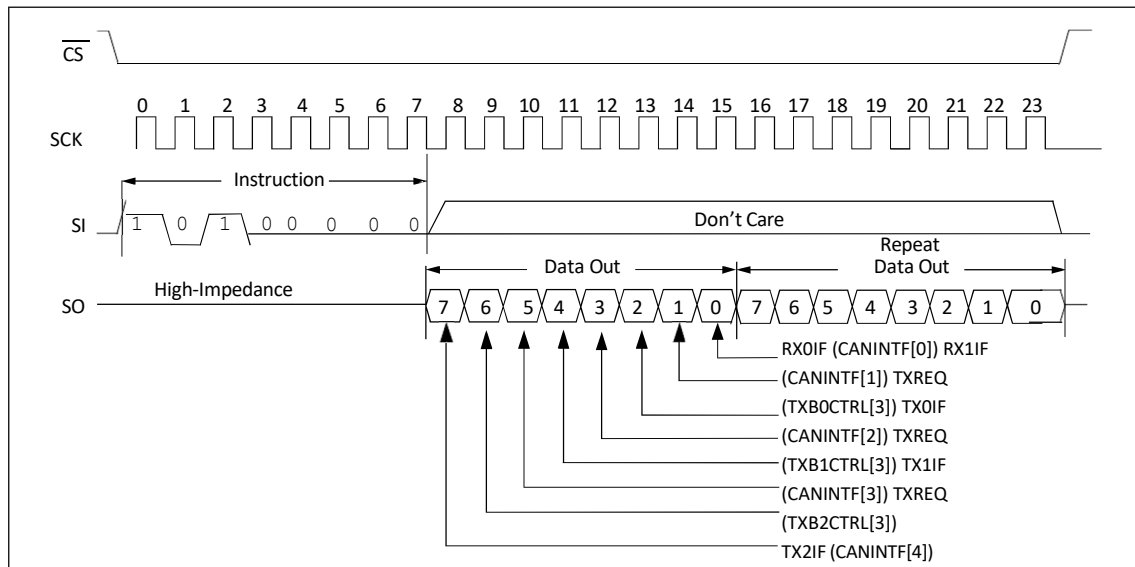 CS
0 1 2 3 4 5 6 7 8 9 10 11 12 13 14 15 16 17 18 19 20 21 22 23
SCK
Instruction
SI 1 0 1 0 0 0 0 0 Don't Care
Repeat
Data Out Data Out
High-Impedance
SO 7 6 5 4 3 2 1 0 7 6 5 4 3 2 1 0
RX0IF (CANINTF[0]) RX1IF
(CANINTF[1]) TXREQ
(TXB0CTRL[3]) TX0IF
(CANINTF[2]) TXREQ
(TXB1CTRL[3]) TX1IF
(CANINTF[3]) TXREQ
(TXB2CTRL[3])
TX2IF (CANINTF[4])